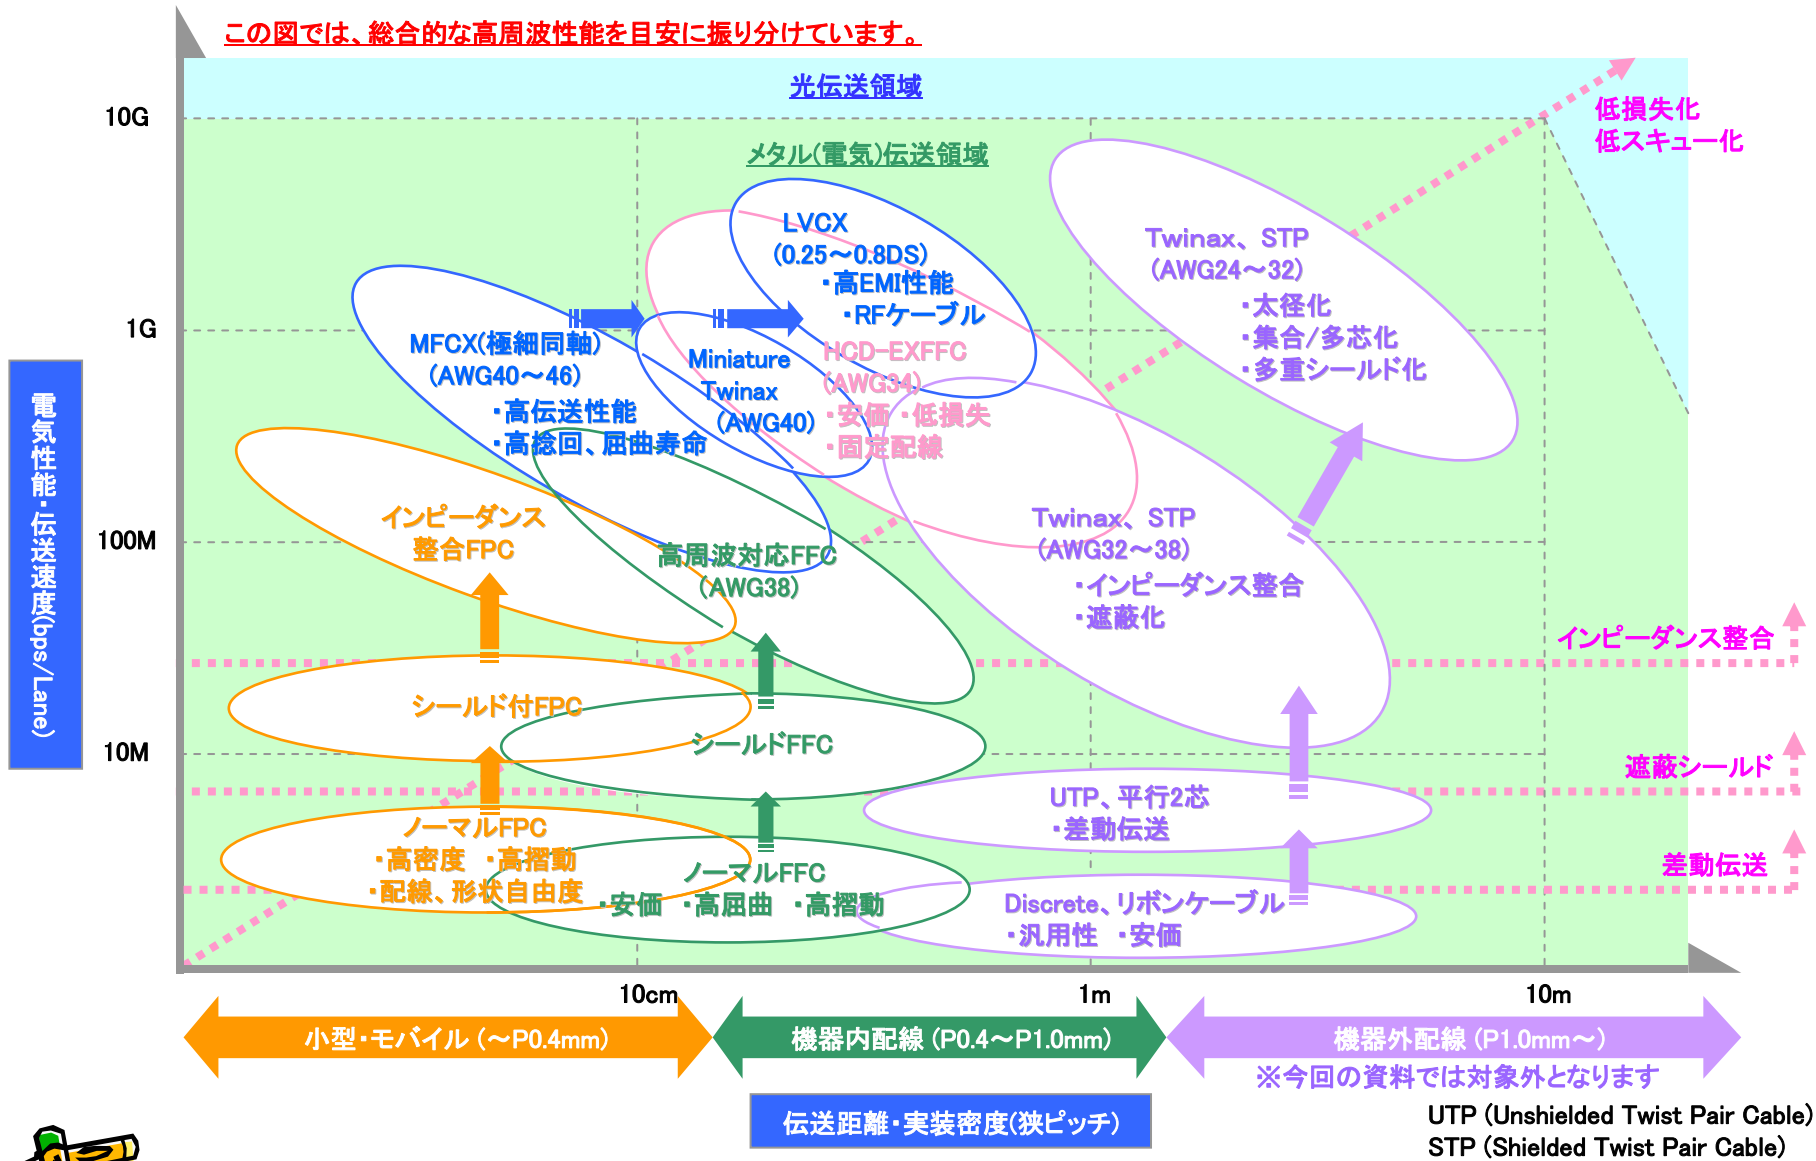 この図では、総合的な高周波性能を目安に振り分けています。
光伝送領域
10G
低損失化
低スキュー化
メタル(電気)伝送領域
LVCX
(0.25～0.8DS)
・高EMI性能
・RFケーブル
Twinax、STP
(AWG24～32)
・太径化
・集合/多芯化
・多重シールド化
1G
MFCX(極細同軸)
(AWG40～46)
・高伝送性能
・高捻回、屈曲寿命
Miniature
Twinax
(AWG40)
HCD-EXFFC
(AWG34)
・安価 ・低損失
・固定配線
電気性能・伝送速度(bps/Lane)
インピーダンス
整合FPC
100M
高周波対応FFC
(AWG38)
Twinax、STP
(AWG32～38)
・インピーダンス整合
・遮蔽化
インピーダンス整合
シールド付FPC
シールドFFC
10M
遮蔽シールド
UTP、平行2芯
・差動伝送
ノーマルFPC
・高密度 ・高摺動
・配線、形状自由度
ノーマルFFC
・安価 ・高屈曲 ・高摺動
差動伝送
Discrete、リボンケーブル
・汎用性 ・安価
10cm
1m
10m
小型・モバイル (～P0.4mm)
機器内配線 (P0.4～P1.0mm)
機器外配線 (P1.0mm～)
※今回の資料では対象外となります
伝送距離・実装密度(狭ピッチ)
UTP (Unshielded Twist Pair Cable)
STP (Shielded Twist Pair Cable)